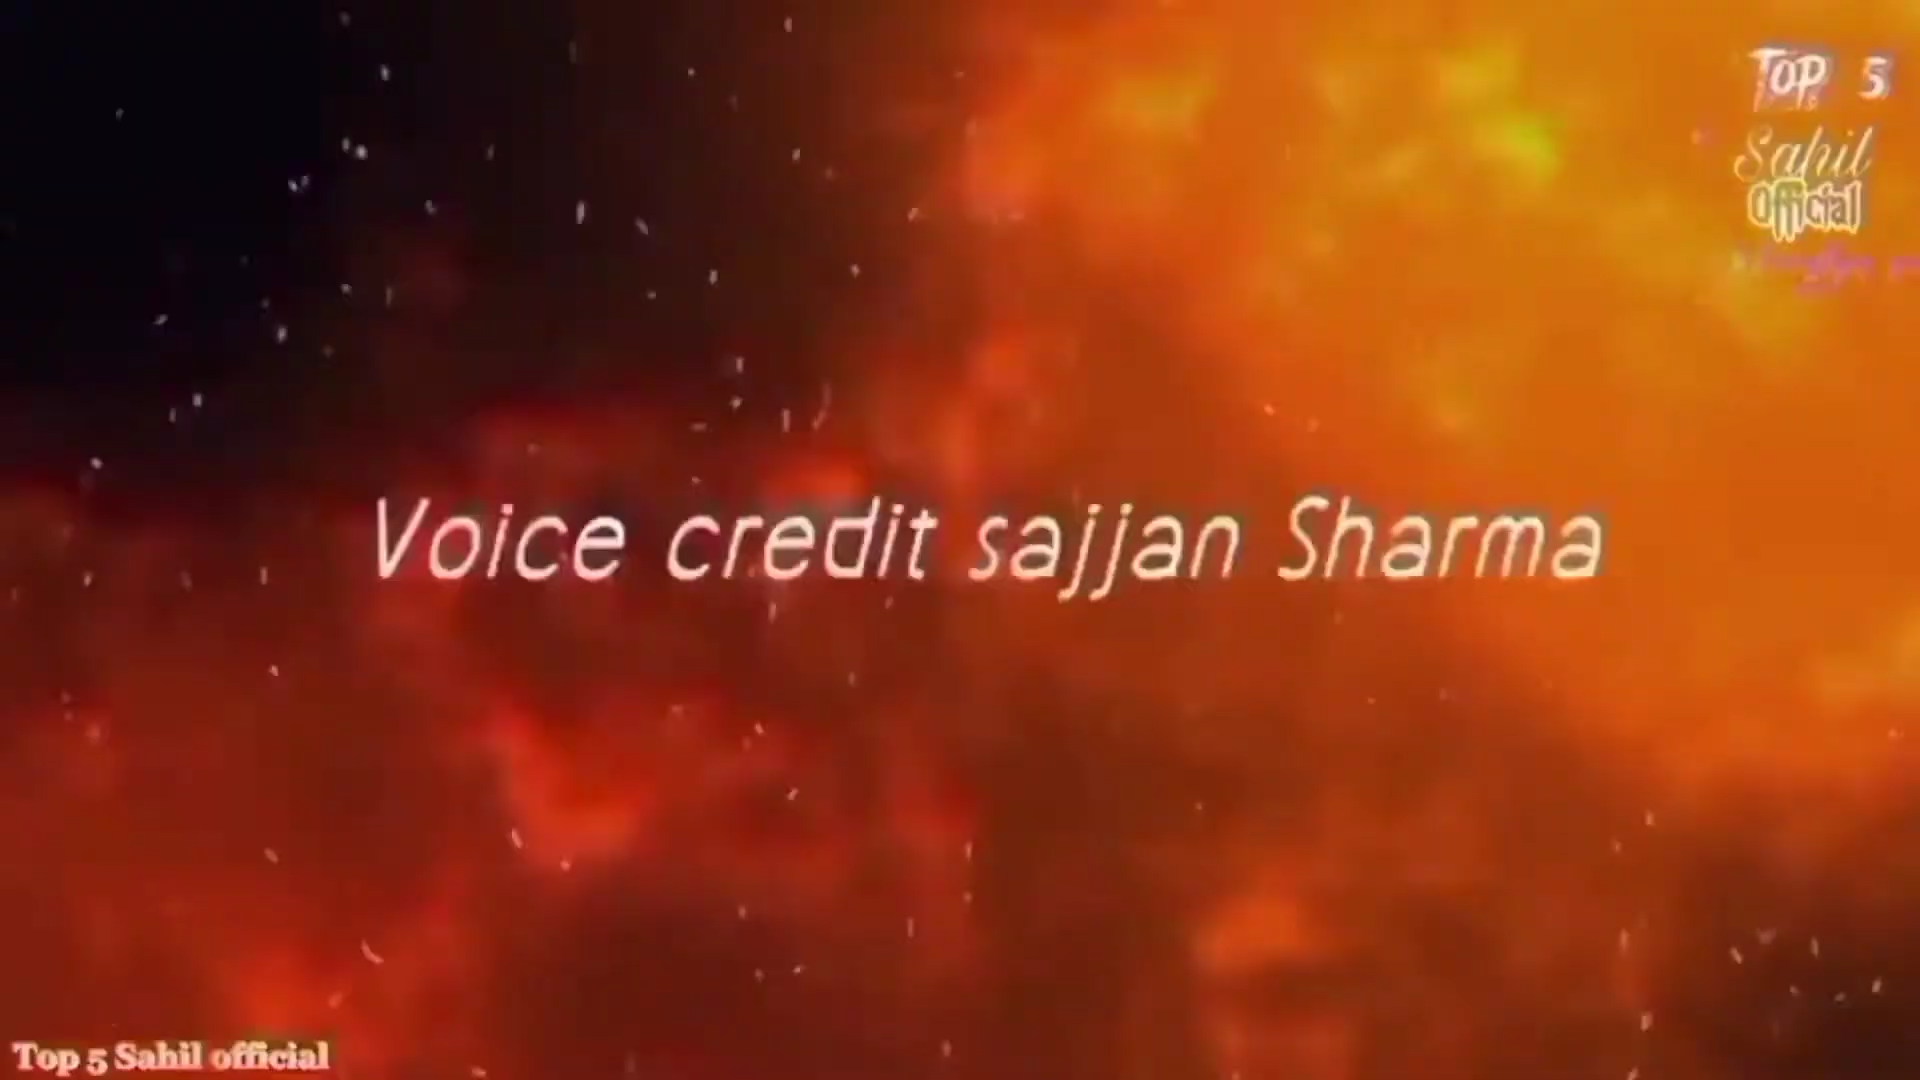 Top 5
Sahil
Official
Voice credit sajjan Sharma
Top 5 Sahil official